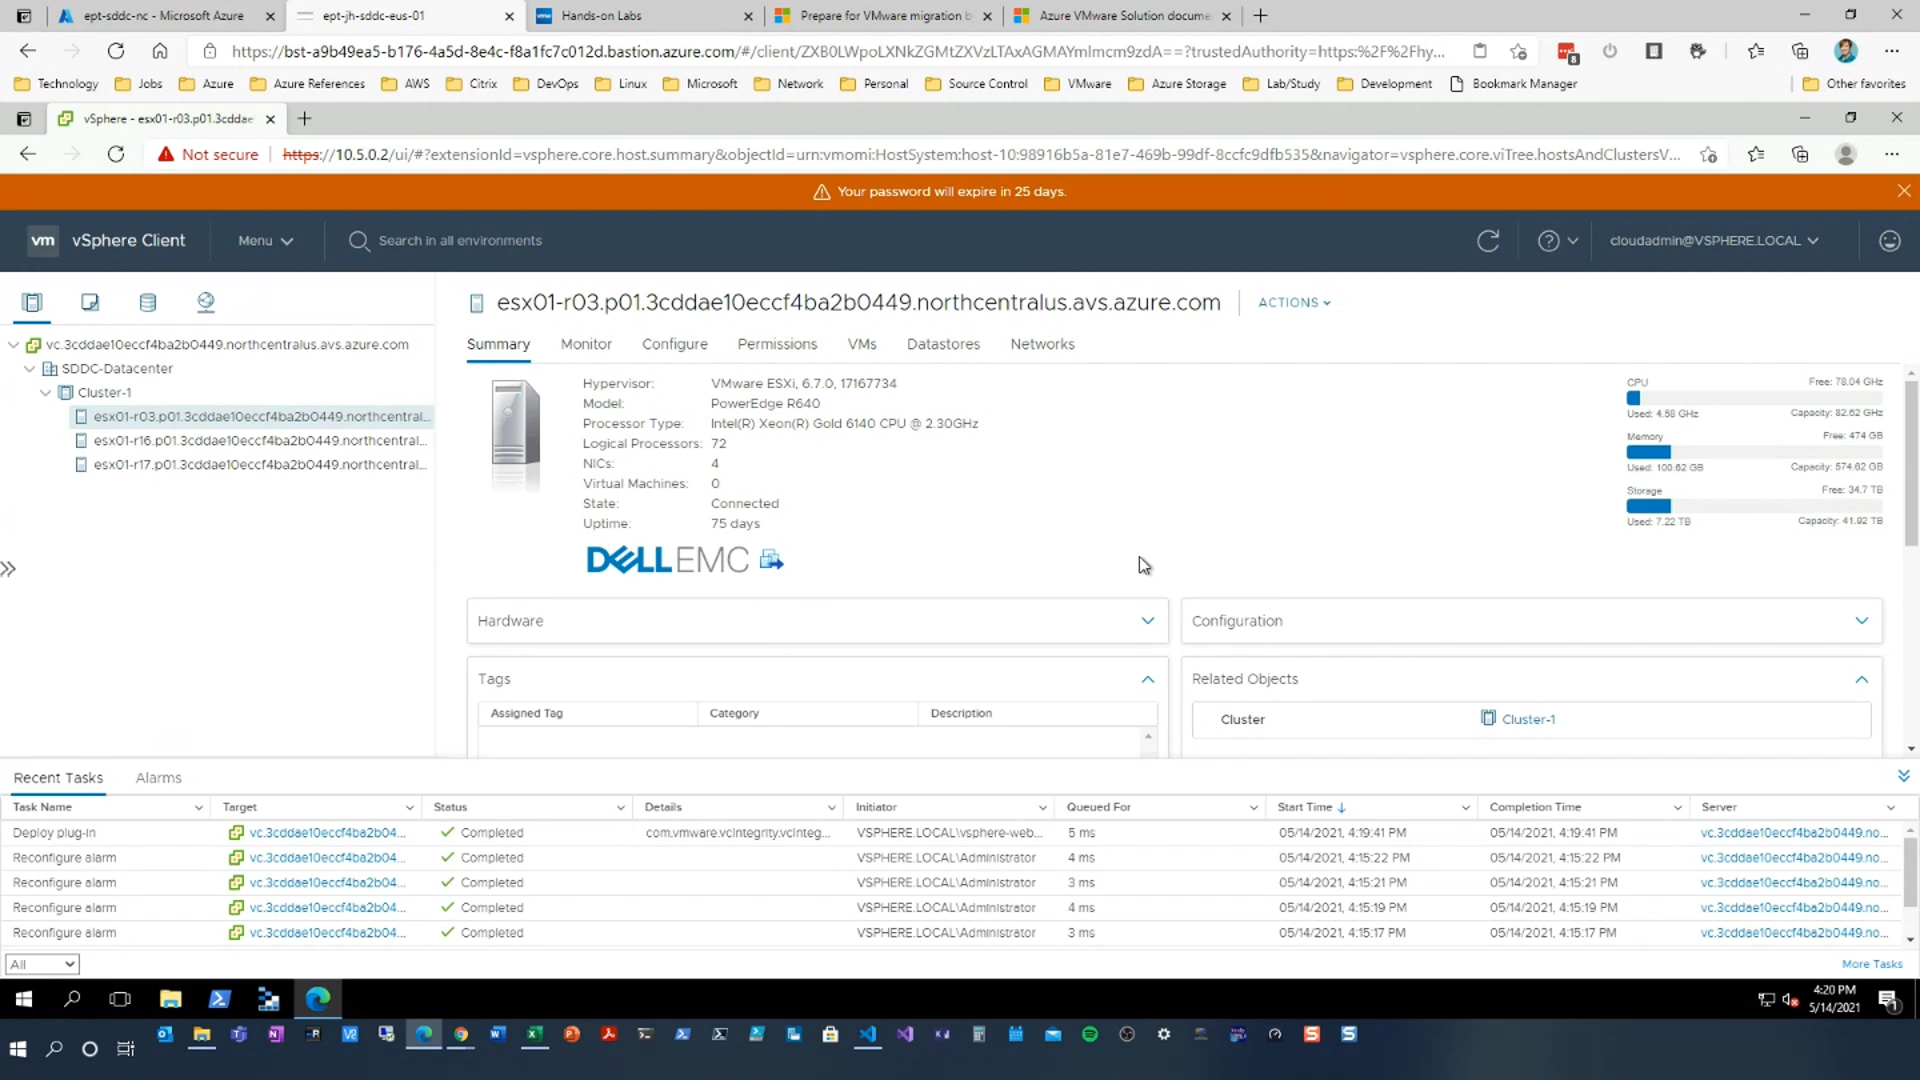 ept-sddc-nc - Microsoft Azure
ept-jh-sddc-eus-01
Hands-on Labs
Prepare for VMware migration b
Azure VMware Solution docume
https://bst-a9b49ea5-b176-4a5d-8e4c-f8a1fc7c012d.bastion.azure.com/#/client/ZXB0LWpoLXNkZGMtZXVzLTAxAGMAYmlmcm9zdA==?trustedAuthority=https:%2F%2Fhy...
8
Technology
Jobs
Azure
Azure References
AWS
Citrix
DevOps
Linux
Microsoft
Network
Personal
Source Control
VMware
Azure Storage
Lab/Study
Development
Bookmark Manager
Other favorites
vSphere - esx01-r03.p01.3cddae
Not secure
https://10.5.0.2/ui/#?extensionId=vsphere.core.host.summary&objectId=urn:vmomi:HostSystem:host-10:98916b5a-81e7-469b-99df-8ccfc9dfb535&navigator=vsphere.core.viTree.hostsAndClustersV...
Your password will expire in 25 days.
vm vSphere Client
Menu
Search in all environments
cloudadmin@VSPHERE.LOCAL
vc.3cddae10eccf4ba2b0449.northcentralus.avs.azure.com
SDDC-Datacenter
Cluster-1
esx01-r03.p01.3cddae10eccf4ba2b0449.northcentral...
esx01-r16.p01.3cddae10eccf4ba2b0449.northcentral...
esx01-r17.p01.3cddae10eccf4ba2b0449.northcentral...
esx01-r03.p01.3cddae10eccf4ba2b0449.northcentralus.avs.azure.com
ACTIONS
Summary
Monitor
Configure
Permissions
VMs
Datastores
Networks
Hypervisor: VMware ESXi, 6.7.0, 17167734
Model: PowerEdge R640
Processor Type: Intel(R) Xeon(R) Gold 6140 CPU @ 2.30GHz
Logical Processors: 72
NICs: 4
Virtual Machines: 0
State: Connected
Uptime: 75 days
DELLEMC
CPU Free: 78.04 GHz
Used: 4.58 GHz Capacity: 82.62 GHz
Memory Free: 474 GB
Used: 100.62 GB Capacity: 574.62 GB
Storage Free: 34.7 TB
Used: 7.22 TB Capacity: 41.92 TB
Hardware
Configuration
Tags
Assigned Tag Category Description
Related Objects
Cluster Cluster-1
Recent Tasks Alarms
Task Name Target Status Details Initiator Queued For Start Time Completion Time Server
Deploy plug-in vc.3cddae10eccf4ba2b04... Completed com.vmware.vcIntegrity.vcInteg... VSPHERE.LOCAL\vsphere-web... 5 ms 05/14/2021, 4:19:41 PM 05/14/2021, 4:19:41 PM vc.3cddae10eccf4ba2b0449.no...
Reconfigure alarm vc.3cddae10eccf4ba2b04... Completed VSPHERE.LOCAL\Administrator 4 ms 05/14/2021, 4:15:22 PM 05/14/2021, 4:15:22 PM vc.3cddae10eccf4ba2b0449.no...
Reconfigure alarm vc.3cddae10eccf4ba2b04... Completed VSPHERE.LOCAL\Administrator 3 ms 05/14/2021, 4:15:21 PM 05/14/2021, 4:15:21 PM vc.3cddae10eccf4ba2b0449.no...
Reconfigure alarm vc.3cddae10eccf4ba2b04... Completed VSPHERE.LOCAL\Administrator 4 ms 05/14/2021, 4:15:19 PM 05/14/2021, 4:15:19 PM vc.3cddae10eccf4ba2b0449.no...
Reconfigure alarm vc.3cddae10eccf4ba2b04... Completed VSPHERE.LOCAL\Administrator 3 ms 05/14/2021, 4:15:17 PM 05/14/2021, 4:15:17 PM vc.3cddae10eccf4ba2b0449.no...
All
More Tasks
4:20 PM
5/14/2021
1